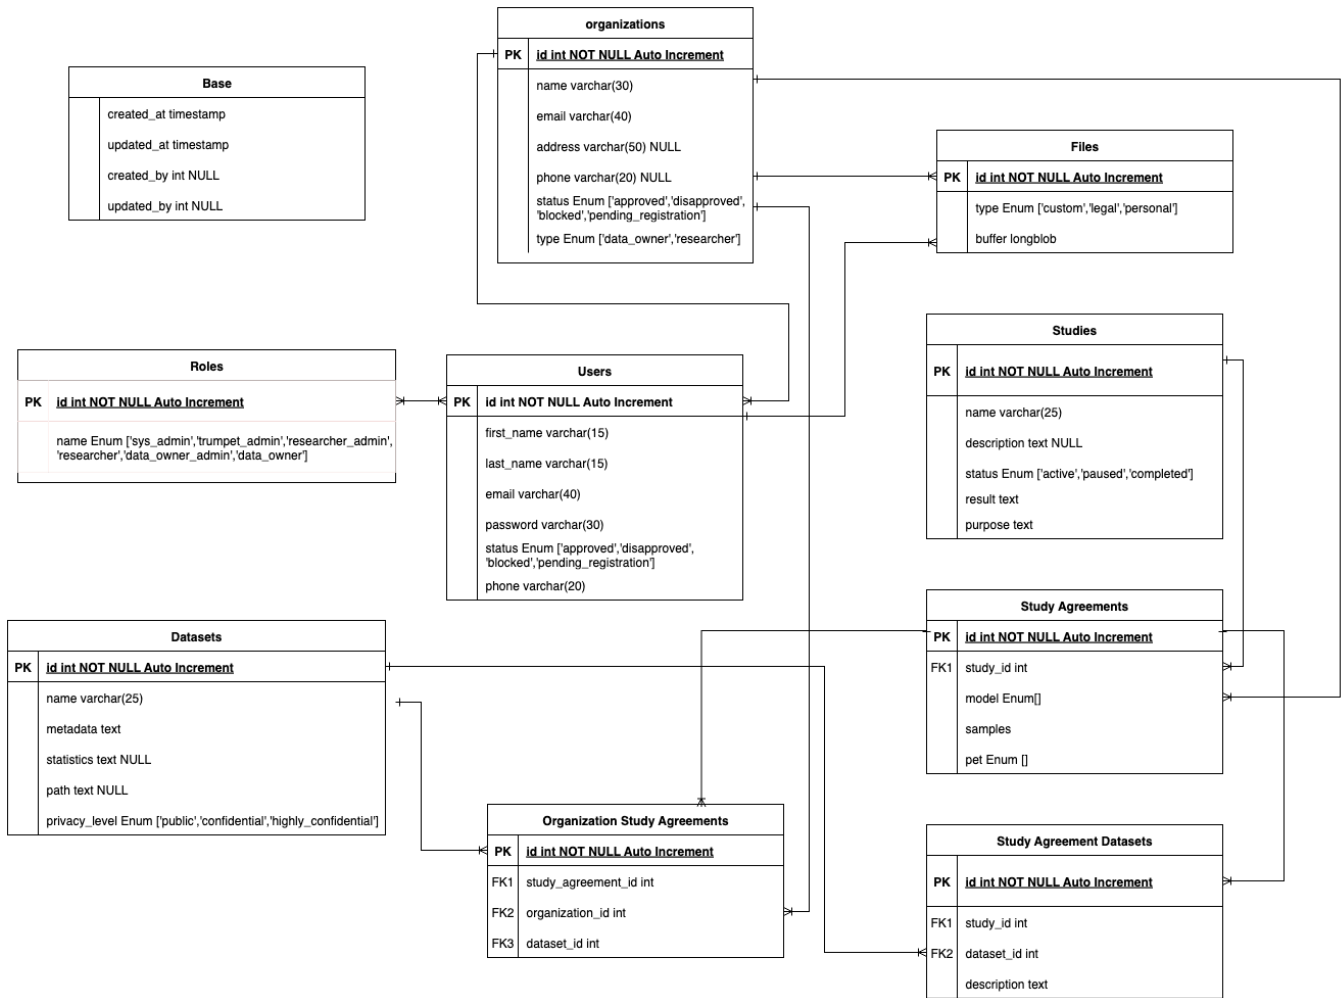 organizations
PK id int NOT NULL Auto Increment
name varchar(30)
email varchar(40)
address varchar(50) NULL
phone varchar(20) NULL
status Enum ['approved','disapproved',
'blocked','pending_registration']
type Enum ['data_owner','researcher']
Base
created_at timestamp
updated_at timestamp
created_by int NULL
updated_by int NULL
Files
PK id int NOT NULL Auto Increment
type Enum ['custom','legal','personal']
buffer longblob
Roles
PK id int NOT NULL Auto Increment
name Enum ['sys_admin','trumpet_admin','researcher_admin',
'researcher','data_owner_admin','data_owner']
Users
PK id int NOT NULL Auto Increment
first_name varchar(15)
last_name varchar(15)
email varchar(40)
password varchar(30)
status Enum ['approved','disapproved',
'blocked','pending_registration']
phone varchar(20)
Studies
PK id int NOT NULL Auto Increment
name varchar(25)
description text NULL
status Enum ['active','paused','completed']
result text
purpose text
Datasets
PK id int NOT NULL Auto Increment
name varchar(25)
metadata text
statistics text NULL
path text NULL
privacy_level Enum ['public','confidential','highly_confidential']
Study Agreements
PK id int NOT NULL Auto Increment
FK1 study_id int
model Enum[]
samples
pet Enum []
Organization Study Agreements
PK id int NOT NULL Auto Increment
FK1 study_agreement_id int
FK2 organization_id int
FK3 dataset_id int
Study Agreement Datasets
PK id int NOT NULL Auto Increment
FK1 study_id int
FK2 dataset_id int
description text